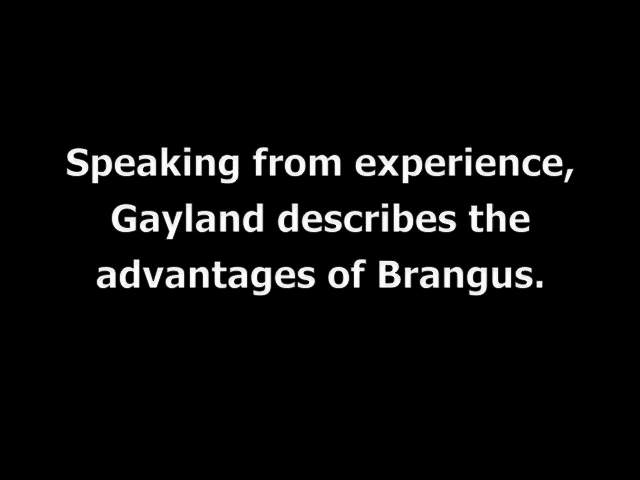 Speaking from experience,
Gayland describes the
advantages of Brangus.